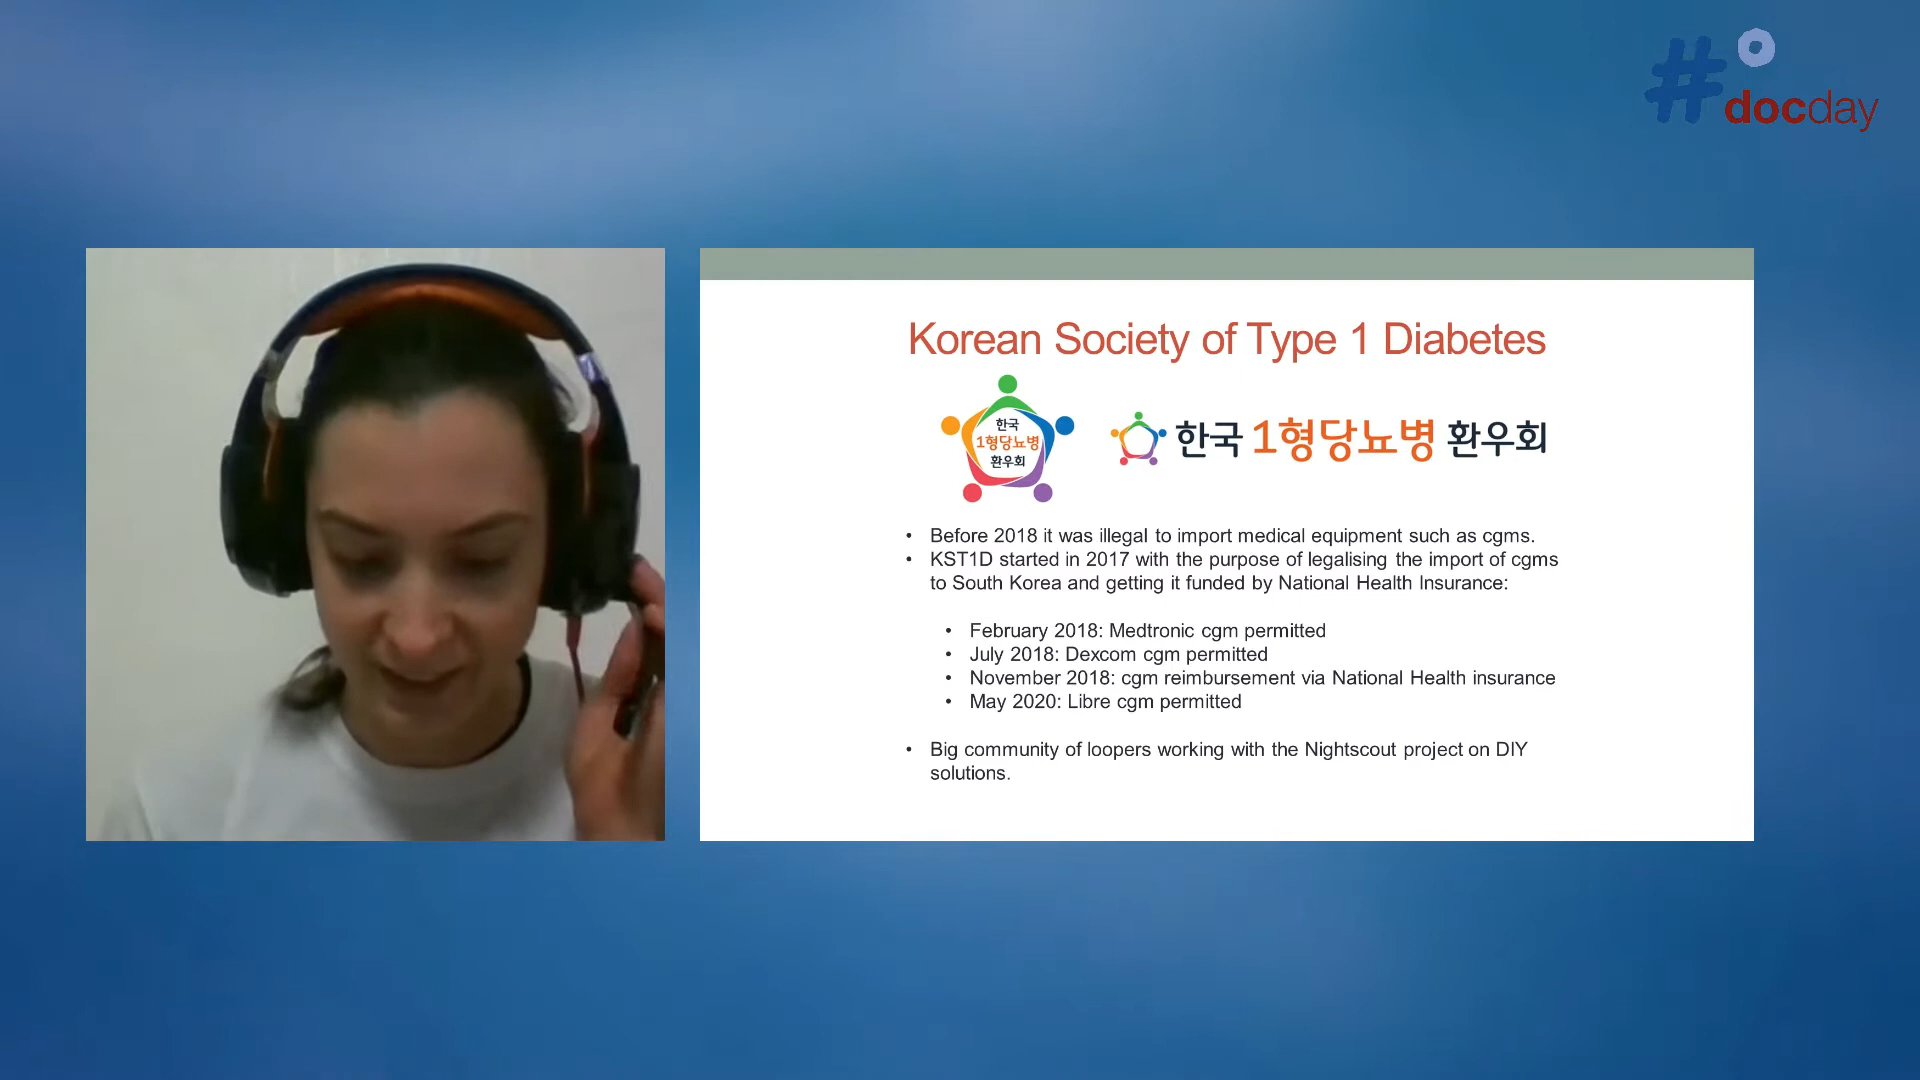 #docday
Korean Society of Type 1 Diabetes
한국
1형당뇨병
환우회
한국 1형당뇨병 환우회
• Before 2018 it was illegal to import medical equipment such as cgms.
• KST1D started in 2017 with the purpose of legalising the import of cgms
to South Korea and getting it funded by National Health Insurance:
• February 2018: Medtronic cgm permitted
• July 2018: Dexcom cgm permitted
• November 2018: cgm reimbursement via National Health insurance
• May 2020: Libre cgm permitted
• Big community of loopers working with the Nightscout project on DIY
solutions.